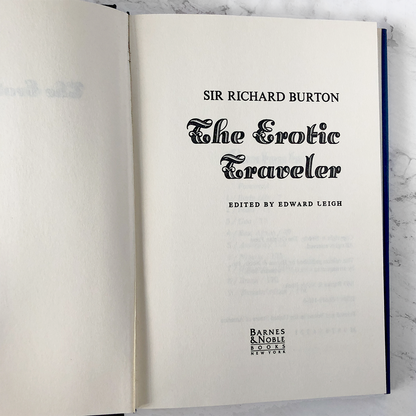 SIR RICHARD BURTON
The Erotic
Traveler
EDITED BY EDWARD LEIGH
BARNES
&NOBLE
BOOKS
NEW YORK